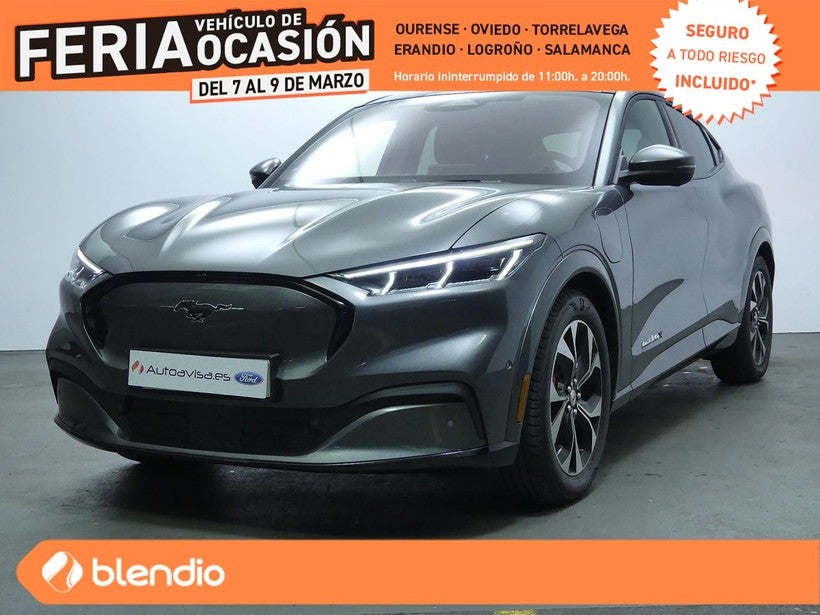 VEHÍCULO DE
FERIA OCASIÓN
DEL 7 AL 9 DE MARZO
OURENSE · OVIEDO · TORRELAVEGA
ERANDIO · LOGROÑO · SALAMANCA
Horario ininterrumpido de 11:00h. a 20:00h.
SEGURO
A TODO RIESGO
INCLUIDO*
Autoavisa.es
Ford
blendio